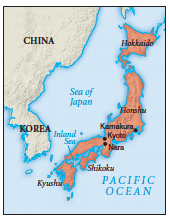 CHINA
Hokkaido
Sea of
Japan
Honshu
KOREA
Kamakura
Inland
Sea
Kyoto
Nara
Shikoku
Kyushu
PACIFIC
OCEAN